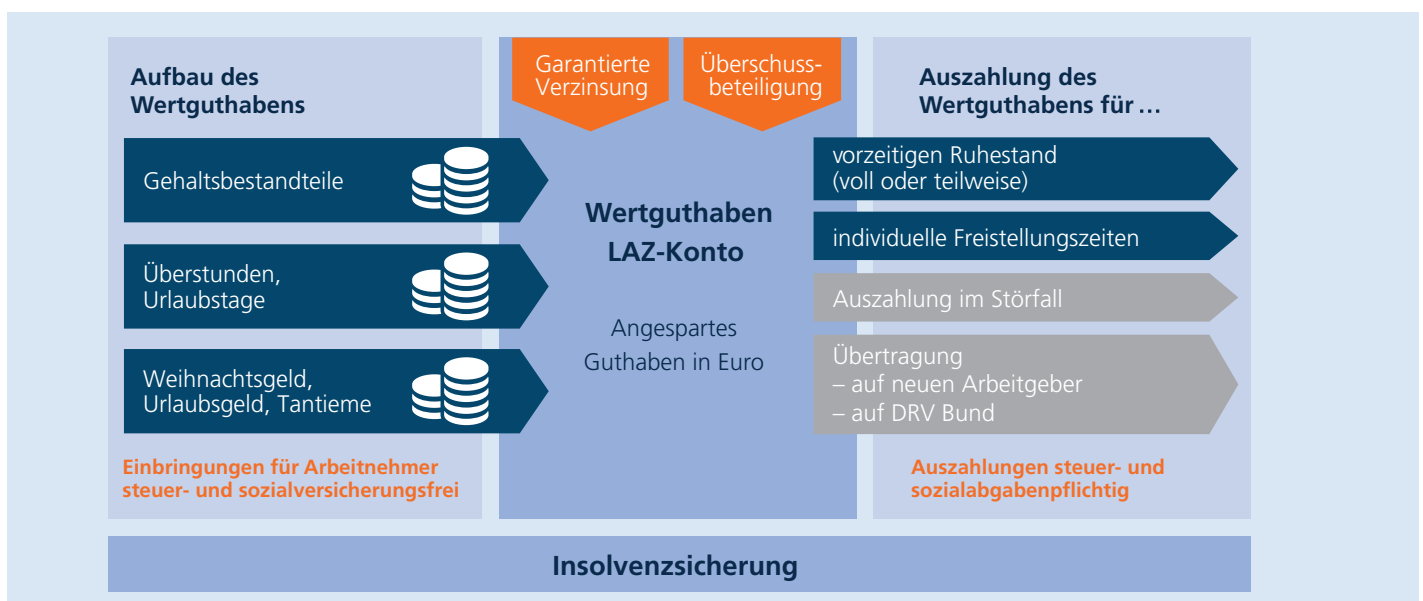 Aufbau des
Wertguthabens
Gehaltsbestandteile
Überstunden,
Urlaubstage
Weihnachtsgeld,
Urlaubsgeld, Tantieme
Einbringungen für Arbeitnehmer
steuer- und sozialversicherungsfrei
Garantierte
Verzinsung
Überschuss-
beteiligung
Wertguthaben
LAZ-Konto
Angespartes
Guthaben in Euro
Auszahlung des
Wertguthabens für ...
vorzeitigen Ruhestand
(voll oder teilweise)
individuelle Freistellungszeiten
Auszahlung im Störfall
Übertragung
– auf neuen Arbeitgeber
– auf DRV Bund
Auszahlungen steuer- und
sozialabgabenpflichtig
Insolvenzsicherung